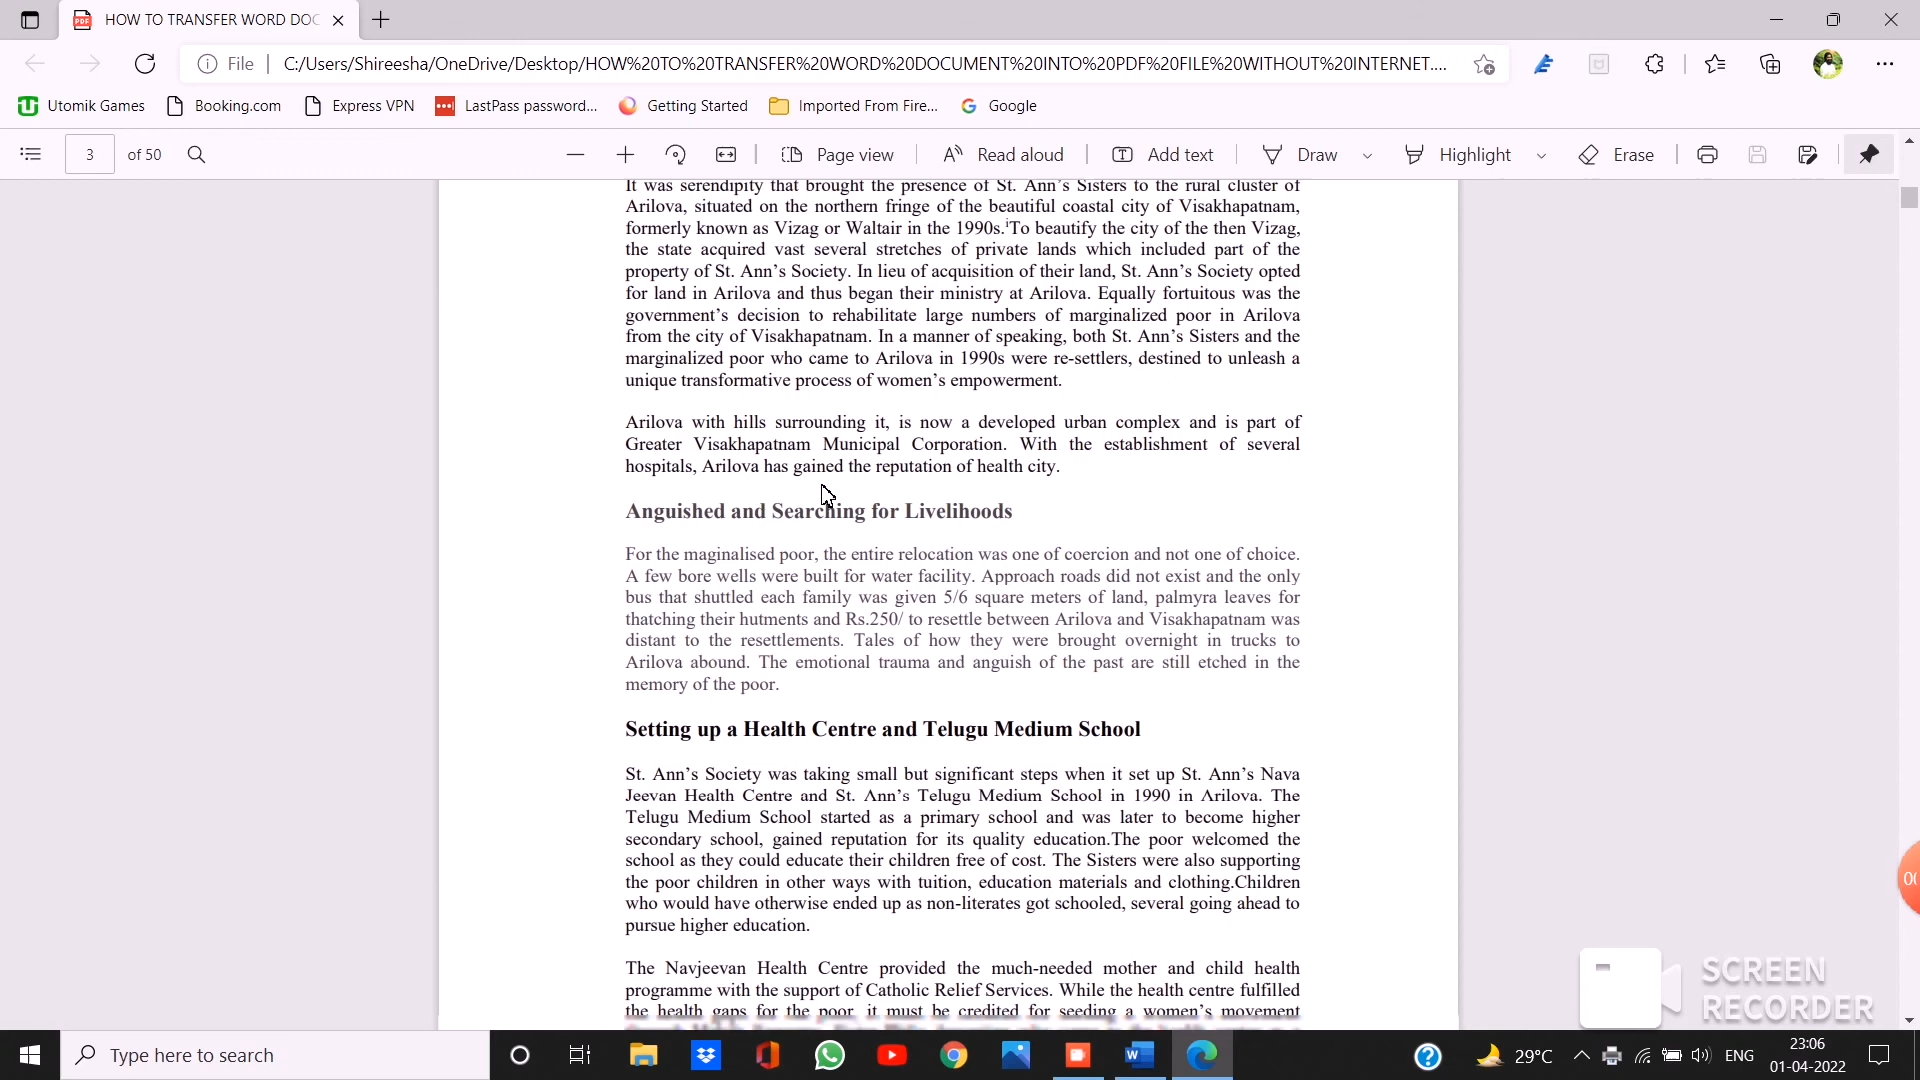 HOW TO TRANSFER WORD DOC
File
C:/Users/Shireesha/OneDrive/Desktop/HOW%20TO%20TRANSFER%20WORD%20DOCUMENT%20INTO%20PDF%20FILE%20WITHOUT%20INTERNET....
Utomik Games
Booking.com
Express VPN
LastPass password...
Getting Started
Imported From Fire...
Google
3 of 50
Page view
Read aloud
Add text
Draw
Highlight
Erase
It was serendipity that brought the presence of St. Ann's Sisters to the rural cluster of
Arilova, situated on the northern fringe of the beautiful coastal city of Visakhapatnam,
formerly known as Vizag or Waltair in the 1990s.ⁱTo beautify the city of the then Vizag,
the state acquired vast several stretches of private lands which included part of the
property of St. Ann's Society. In lieu of acquisition of their land, St. Ann's Society opted
for land in Arilova and thus began their ministry at Arilova. Equally fortuitous was the
government's decision to rehabilitate large numbers of marginalized poor in Arilova
from the city of Visakhapatnam. In a manner of speaking, both St. Ann's Sisters and the
marginalized poor who came to Arilova in 1990s were re-settlers, destined to unleash a
unique transformative process of women's empowerment.
Arilova with hills surrounding it, is now a developed urban complex and is part of
Greater Visakhapatnam Municipal Corporation. With the establishment of several
hospitals, Arilova has gained the reputation of health city.
Anguished and Searching for Livelihoods
For the maginalised poor, the entire relocation was one of coercion and not one of choice.
A few bore wells were built for water facility. Approach roads did not exist and the only
bus that shuttled each family was given 5/6 square meters of land, palmyra leaves for
thatching their hutments and Rs.250/ to resettle between Arilova and Visakhapatnam was
distant to the resettlements. Tales of how they were brought overnight in trucks to
Arilova abound. The emotional trauma and anguish of the past are still etched in the
memory of the poor.
Setting up a Health Centre and Telugu Medium School
St. Ann's Society was taking small but significant steps when it set up St. Ann's Nava
Jeevan Health Centre and St. Ann's Telugu Medium School in 1990 in Arilova. The
Telugu Medium School started as a primary school and was later to become higher
secondary school, gained reputation for its quality education.The poor welcomed the
school as they could educate their children free of cost. The Sisters were also supporting
the poor children in other ways with tuition, education materials and clothing.Children
who would have otherwise ended up as non-literates got schooled, several going ahead to
pursue higher education.
The Navjeevan Health Centre provided the much-needed mother and child health
programme with the support of Catholic Relief Services. While the health centre fulfilled
the health gaps for the poor, it must be credited for seeding a women's movement
SCREEN
RECORDER
Type here to search
29°C
ENG
23:06
01-04-2022